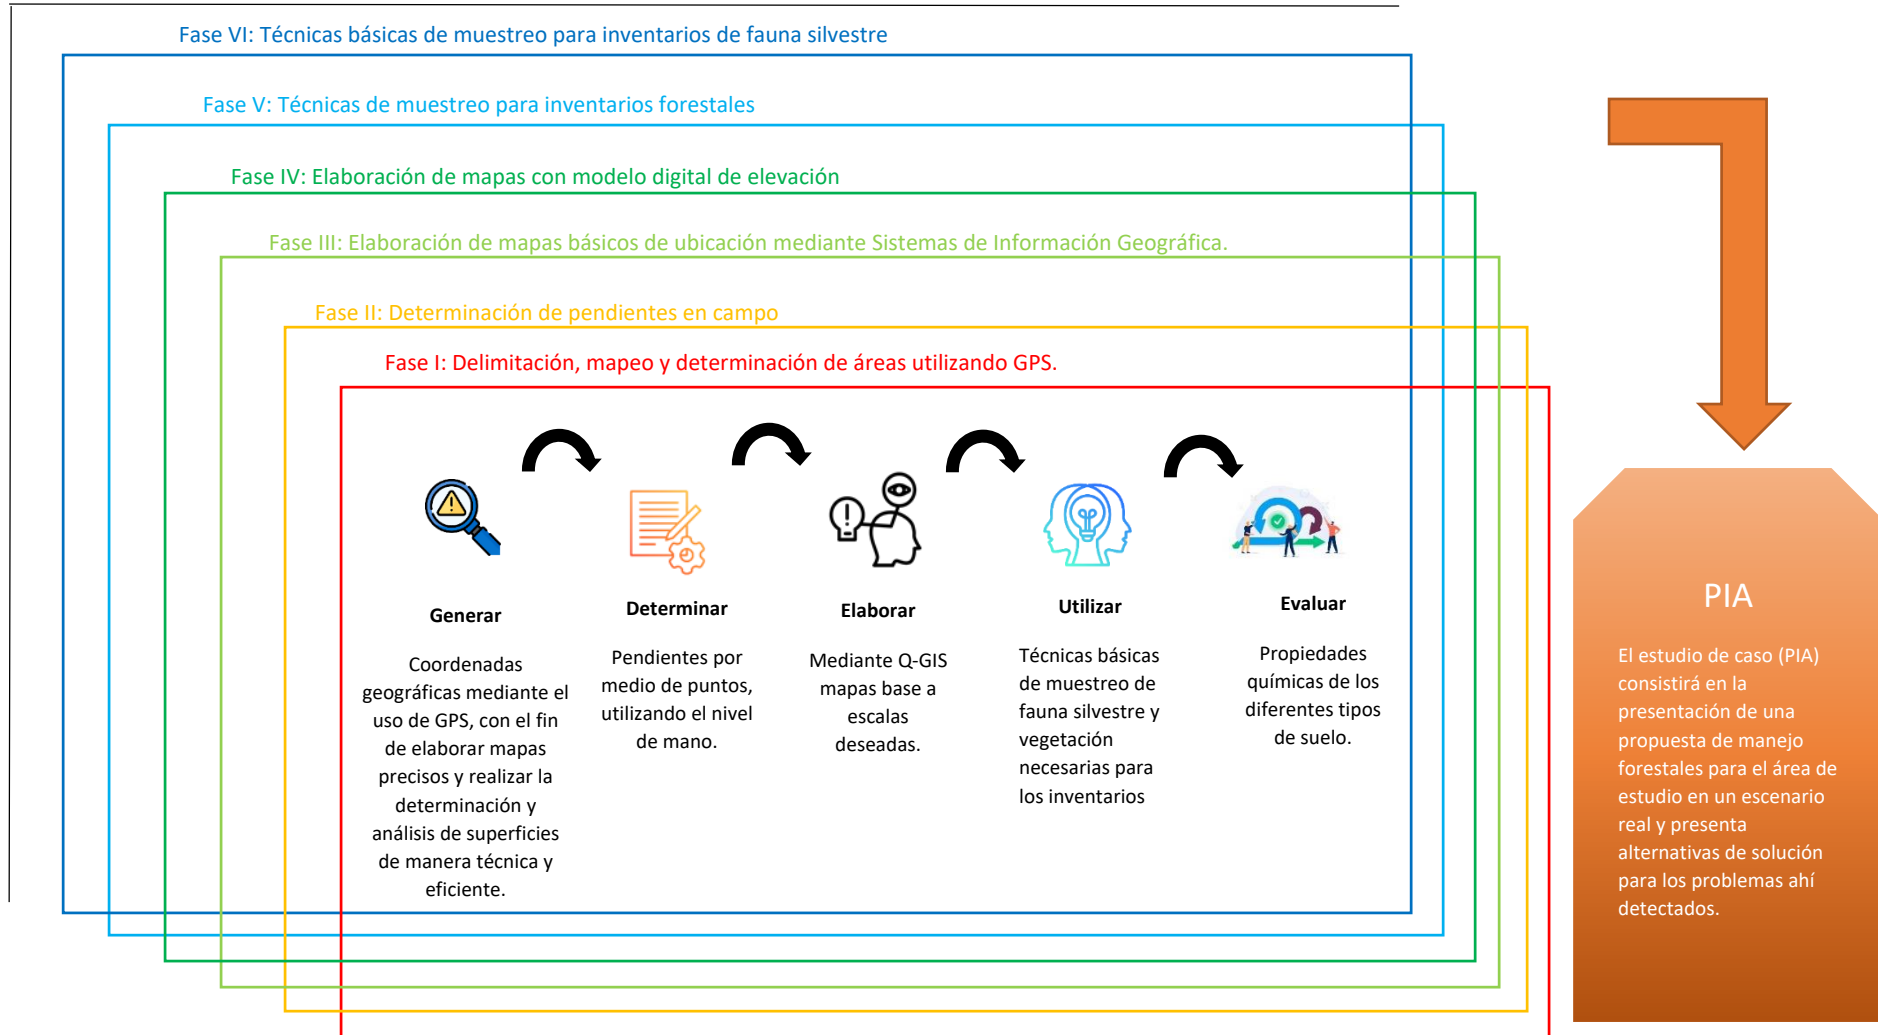 Fase VI: Técnicas básicas de muestreo para inventarios de fauna silvestre
Fase V: Técnicas de muestreo para inventarios forestales
Fase IV: Elaboración de mapas con modelo digital de elevación
Fase III: Elaboración de mapas básicos de ubicación mediante Sistemas de Información Geográfica.
Fase II: Determinación de pendientes en campo
Fase I: Delimitación, mapeo y determinación de áreas utilizando GPS.
Generar
Coordenadas
geográficas mediante el
uso de GPS, con el fin
de elaborar mapas
precisos y realizar la
determinación y
análisis de superficies
de manera técnica y
eficiente.
Determinar
Pendientes por
medio de puntos,
utilizando el nivel
de mano.
Elaborar
Mediante Q-GIS
mapas base a
escalas
deseadas.
Utilizar
Técnicas básicas
de muestreo de
fauna silvestre y
vegetación
necesarias para
los inventarios
Evaluar
Propiedades
químicas de los
diferentes tipos
de suelo.
PIA
El estudio de caso (PIA)
consistirá en la
presentación de una
propuesta de manejo
forestales para el área de
estudio en un escenario
real y presenta
alternativas de solución
para los problemas ahí
detectados.